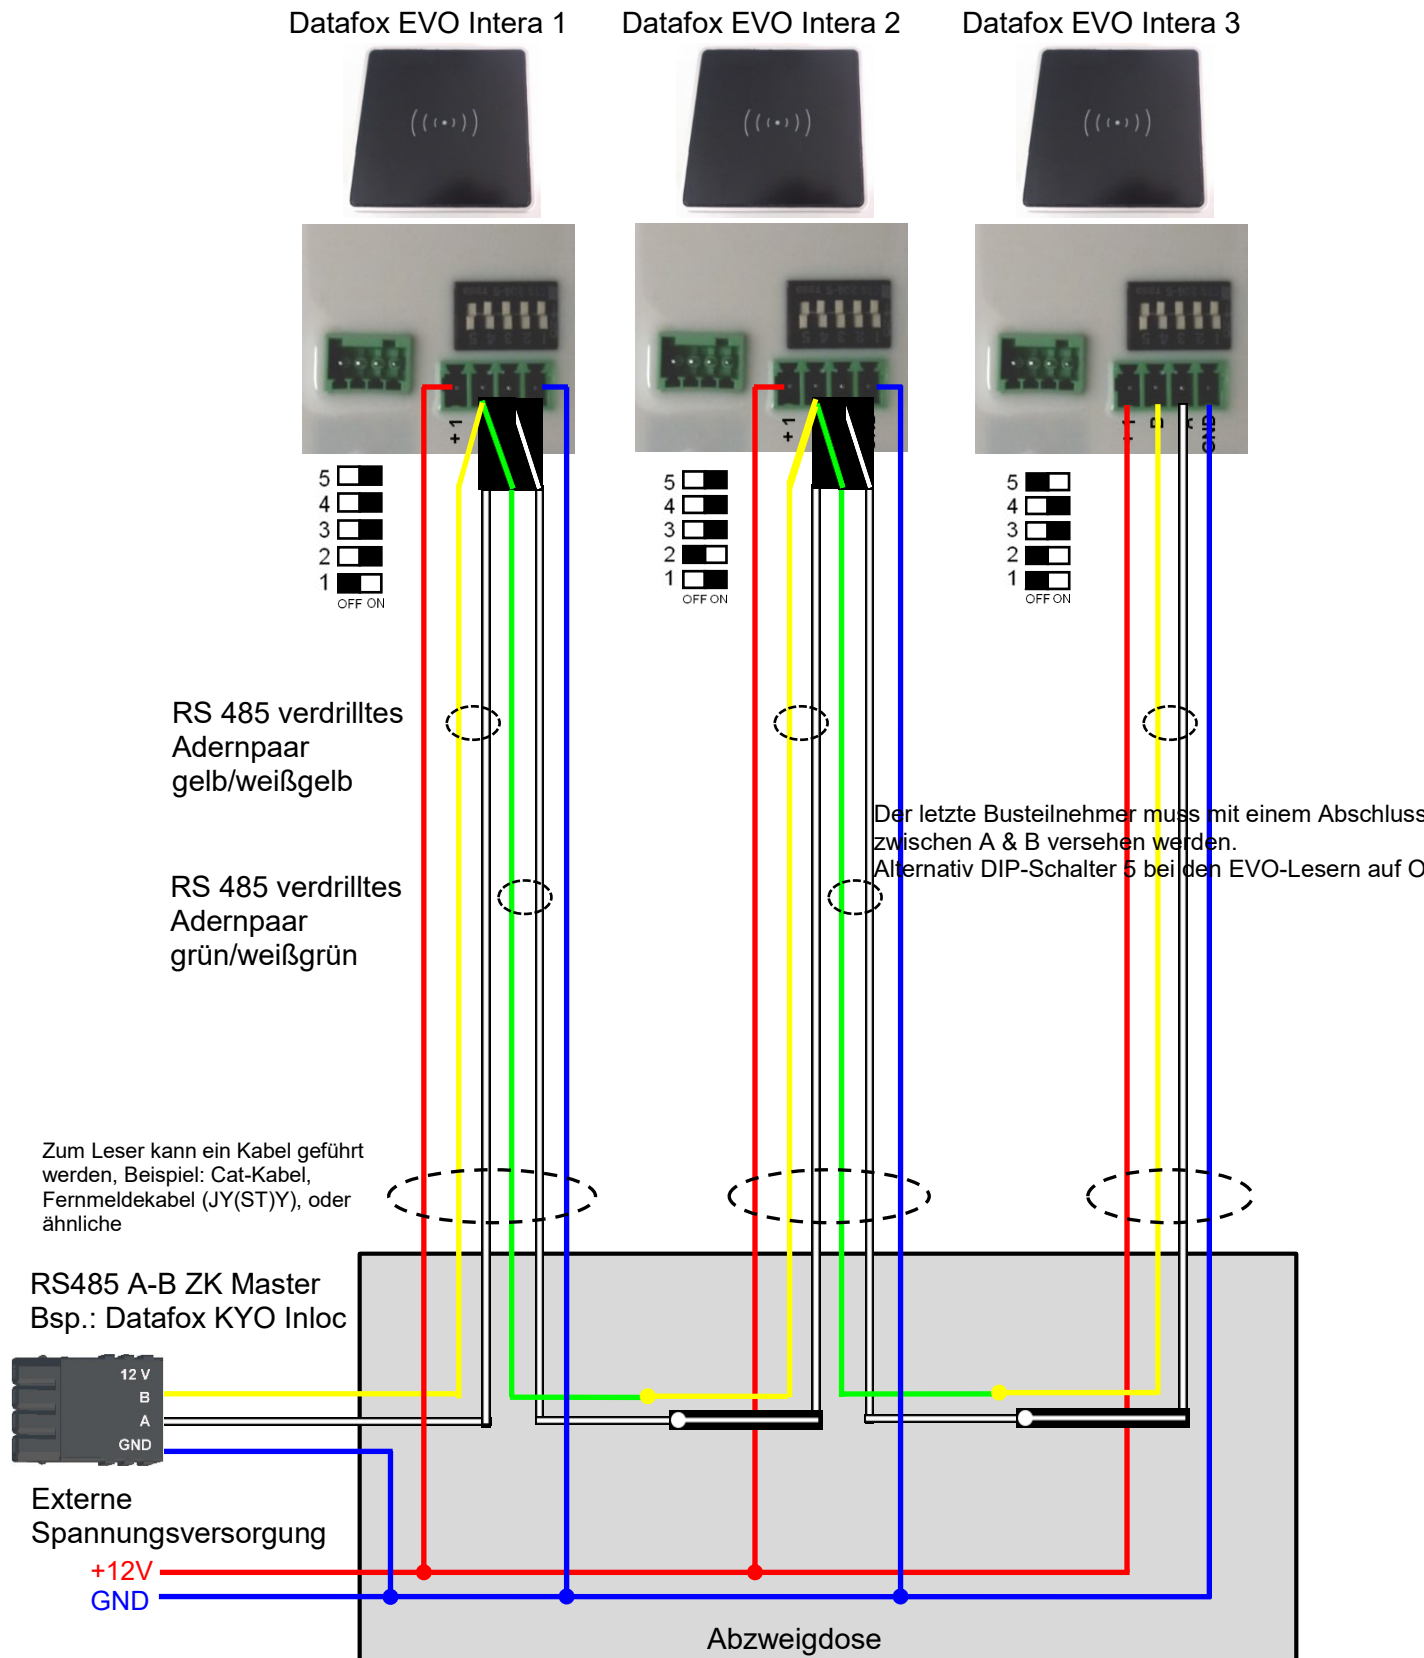 Datafox EVO Intera 1
Datafox EVO Intera 2
Datafox EVO Intera 3
+ 1
+ 1
GND
5
4
3
2
1
OFF ON
5
4
3
2
1
OFF ON
5
4
3
2
1
OFF ON
RS 485 verdrilltes
Adernpaar
gelb/weißgelb
Der letzte Busteilnehmer muss mit einem Abschluss
zwischen A & B versehen werden.
Alternativ DIP-Schalter 5 bei den EVO-Lesern auf O
RS 485 verdrilltes
Adernpaar
grün/weißgrün
Zum Leser kann ein Kabel geführt
werden, Beispiel: Cat-Kabel,
Fernmeldekabel (JY(ST)Y), oder
ähnliche
RS485 A-B ZK Master
Bsp.: Datafox KYO Inloc
12 V
B
A
GND
Externe
Spannungsversorgung
+12V
GND
Abzweigdose